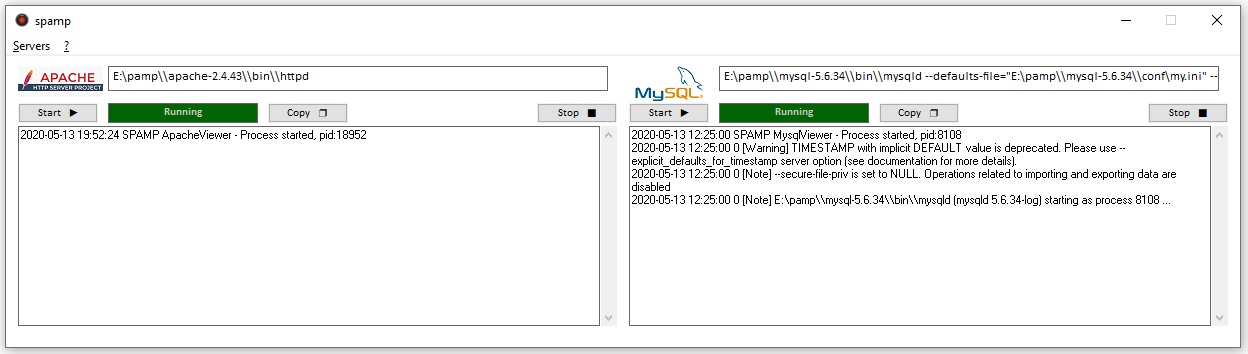 spamp
Servers ?
APACHE
HTTP SERVER PROJECT
E:\pamp\\apache-2.4.43\\bin\\httpd
Start
Running
Copy
Stop
2020-05-13 19:52:24 SPAMP ApacheViewer - Process started, pid:18952
MySQL
E:\pamp\\mysql-5.6.34\\bin\\mysqld --defaults-file="E:\pamp\\mysql-5.6.34\\conf\my.ini" --
Start
Running
Copy
Stop
2020-05-13 12:25:00 SPAMP MysqlViewer - Process started, pid:8108
2020-05-13 12:25:00 0 [Warning] TIMESTAMP with implicit DEFAULT value is deprecated. Please use --
explicit_defaults_for_timestamp server option (see documentation for more details).
2020-05-13 12:25:00 0 [Note] --secure-file-priv is set to NULL. Operations related to importing and exporting data are
disabled
2020-05-13 12:25:00 0 [Note] E:\pamp\\mysql-5.6.34\\bin\\mysqld (mysqld 5.6.34-log) starting as process 8108 ...